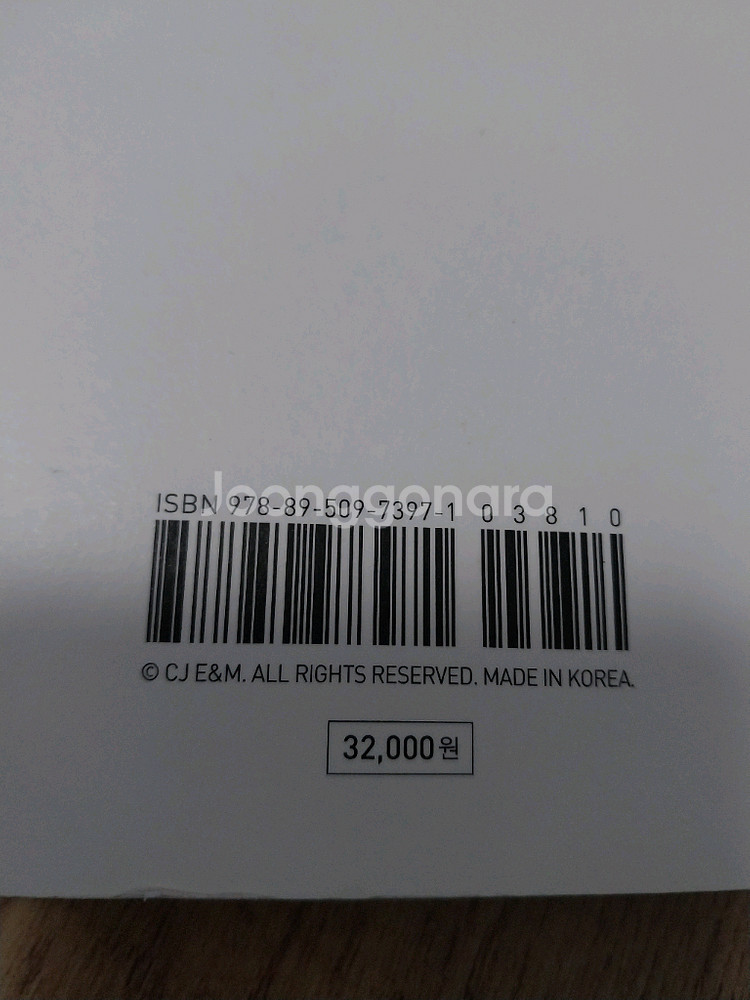 Joonggonara
ISBN 978-89-509-7397-1 03810
© CJ E&M. ALL RIGHTS RESERVED. MADE IN KOREA.
32,000원